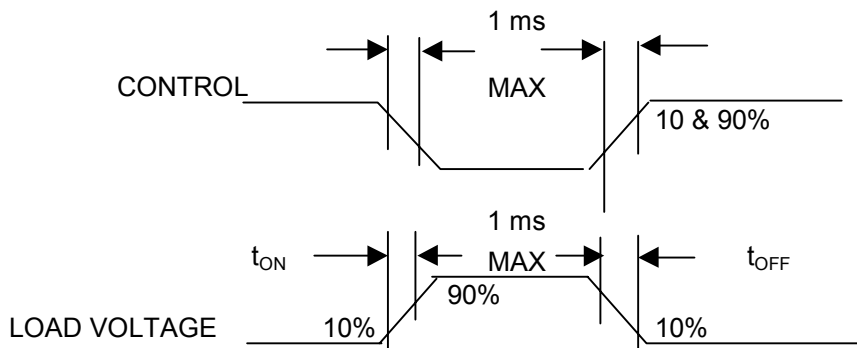 1 ms
CONTROL MAX
10 & 90%
1 ms
tON MAX tOFF
90%
LOAD VOLTAGE 10% 10%